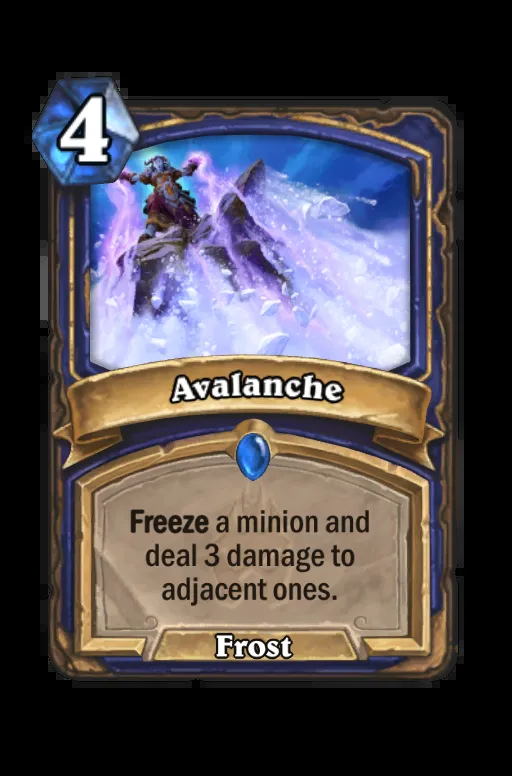 4
Avalanche
Freeze a minion and
deal 3 damage to
adjacent ones.
Frost